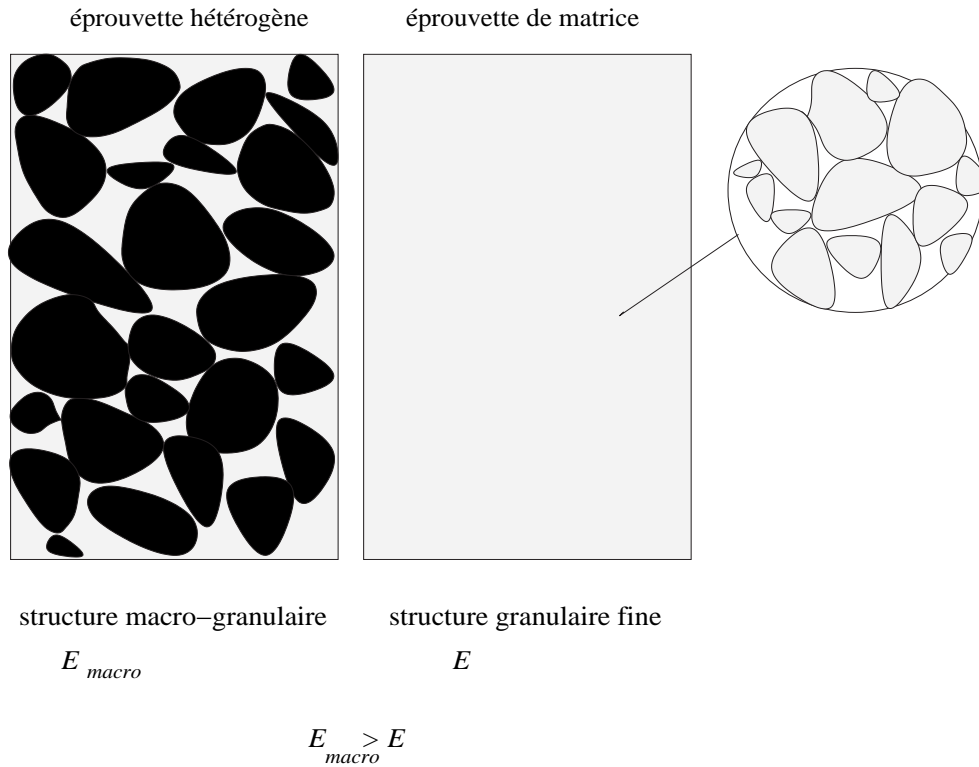 éprouvette hétérogène
éprouvette de matrice
structure macro−granulaire
structure granulaire fine
E macro
E
E macro > E